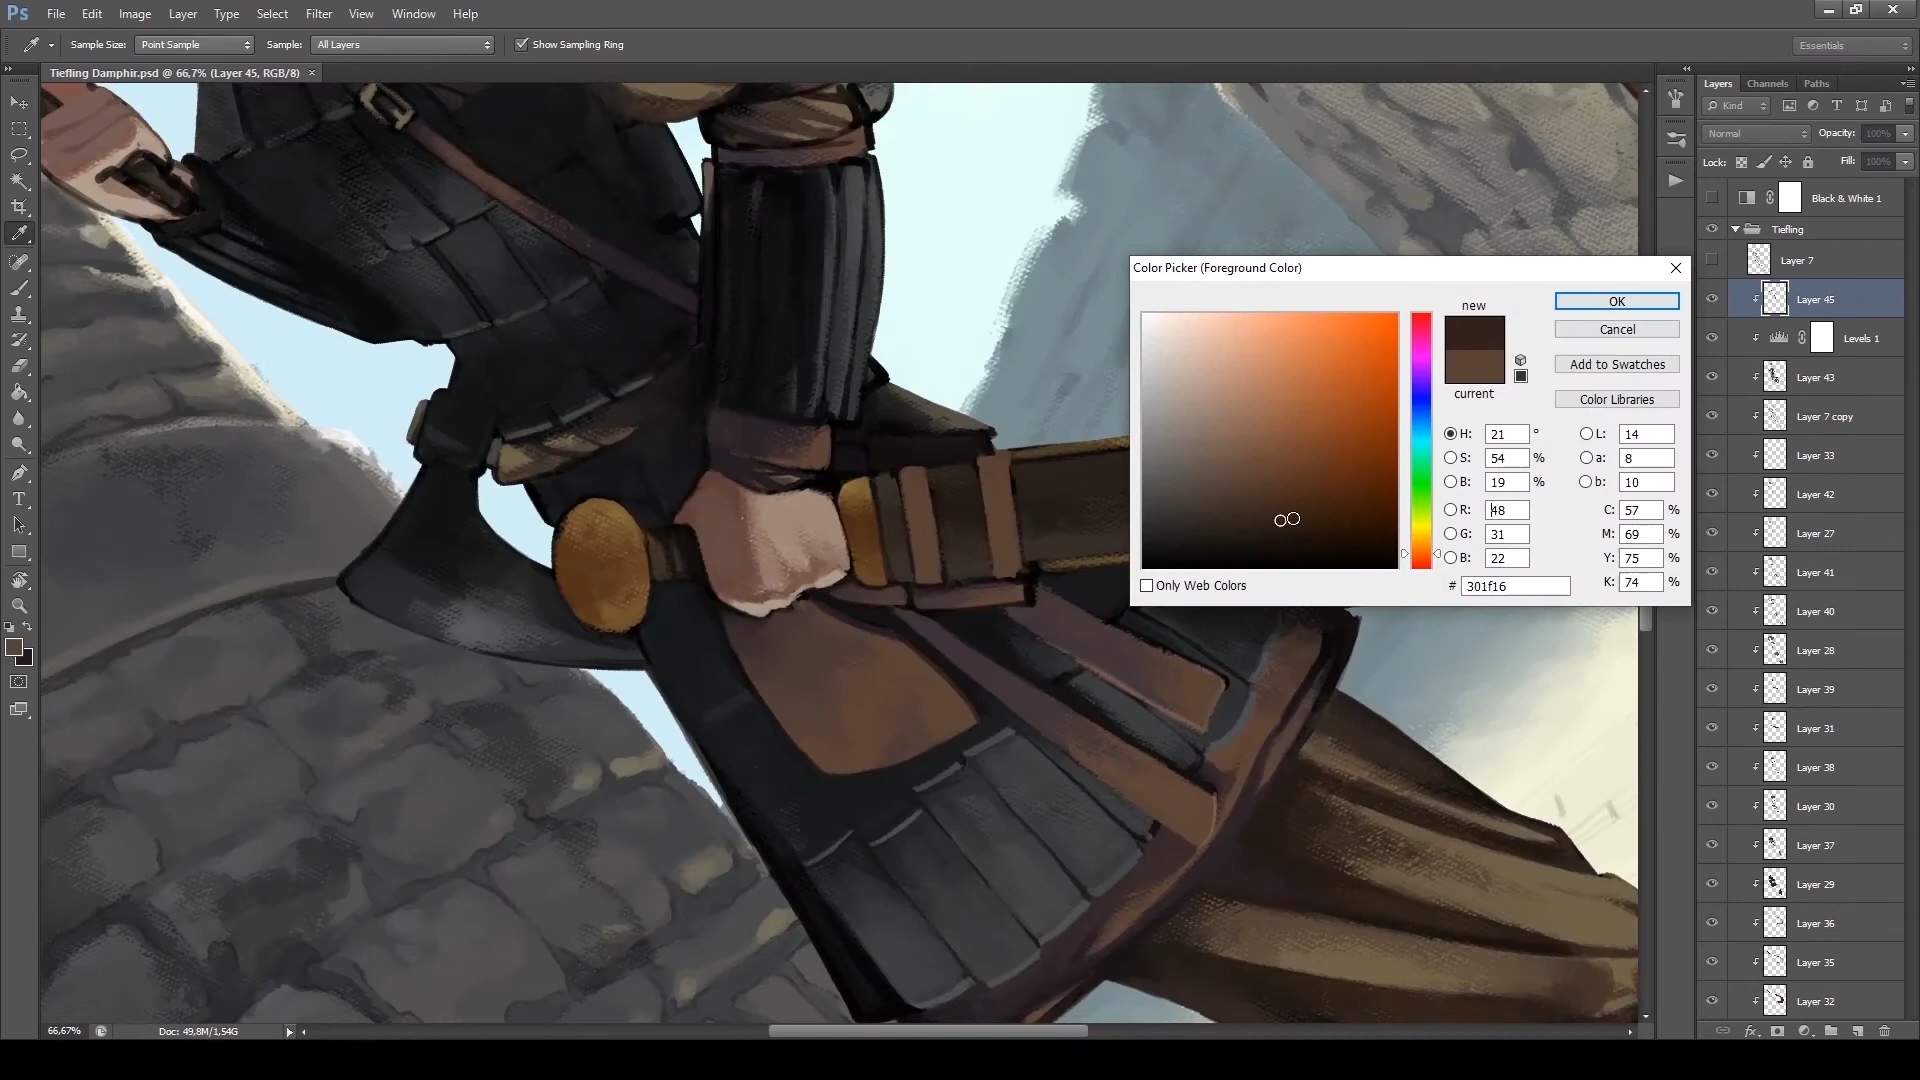 Ps File Edit Image Layer Type Select Filter View Window Help
Sample Size: Point Sample Sample: All Layers Show Sampling Ring Essentials
Tiefling Damphir.psd @ 66,7% (Layer 45, RGB/8) ×
Layers Channels Paths
Kind
Normal Opacity: 100%
Lock: Fill: 100%
Black & White 1
Tiefling
Layer 7
Layer 45
Levels 1
Layer 43
Layer 7 copy
Layer 33
Layer 42
Layer 27
Layer 41
Layer 40
Layer 28
Layer 39
Layer 31
Layer 38
Layer 30
Layer 37
Layer 29
Layer 36
Layer 35
Layer 32
Color Picker (Foreground Color)
new
current
OK
Cancel
Add to Swatches
Color Libraries
H: 21 ° L: 14
S: 54 % a: 8
B: 19 % b: 10
R: 48 C: 57 %
G: 31 M: 69 %
B: 22 Y: 75 %
# 301f16 K: 74 %
Only Web Colors
66,67% Doc: 49,8M/1,54G